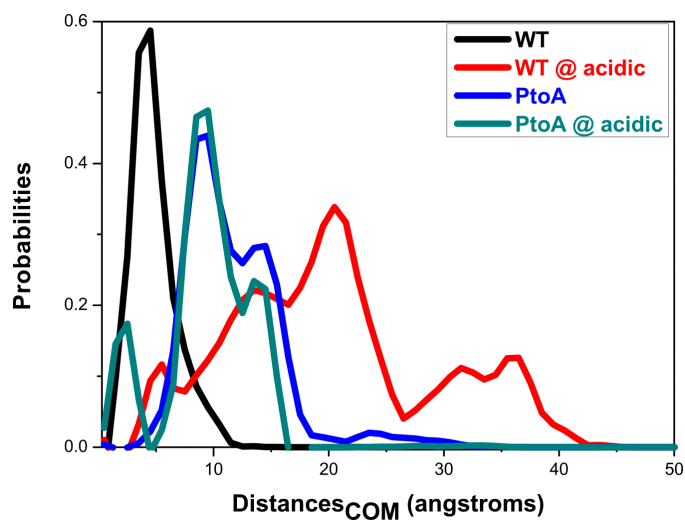 0.6
0.4
0.2
0.0
Probabilities
WT
WT @ acidic
PtoA
PtoA @ acidic
10 20 30 40 50
Distances_COM (angstroms)